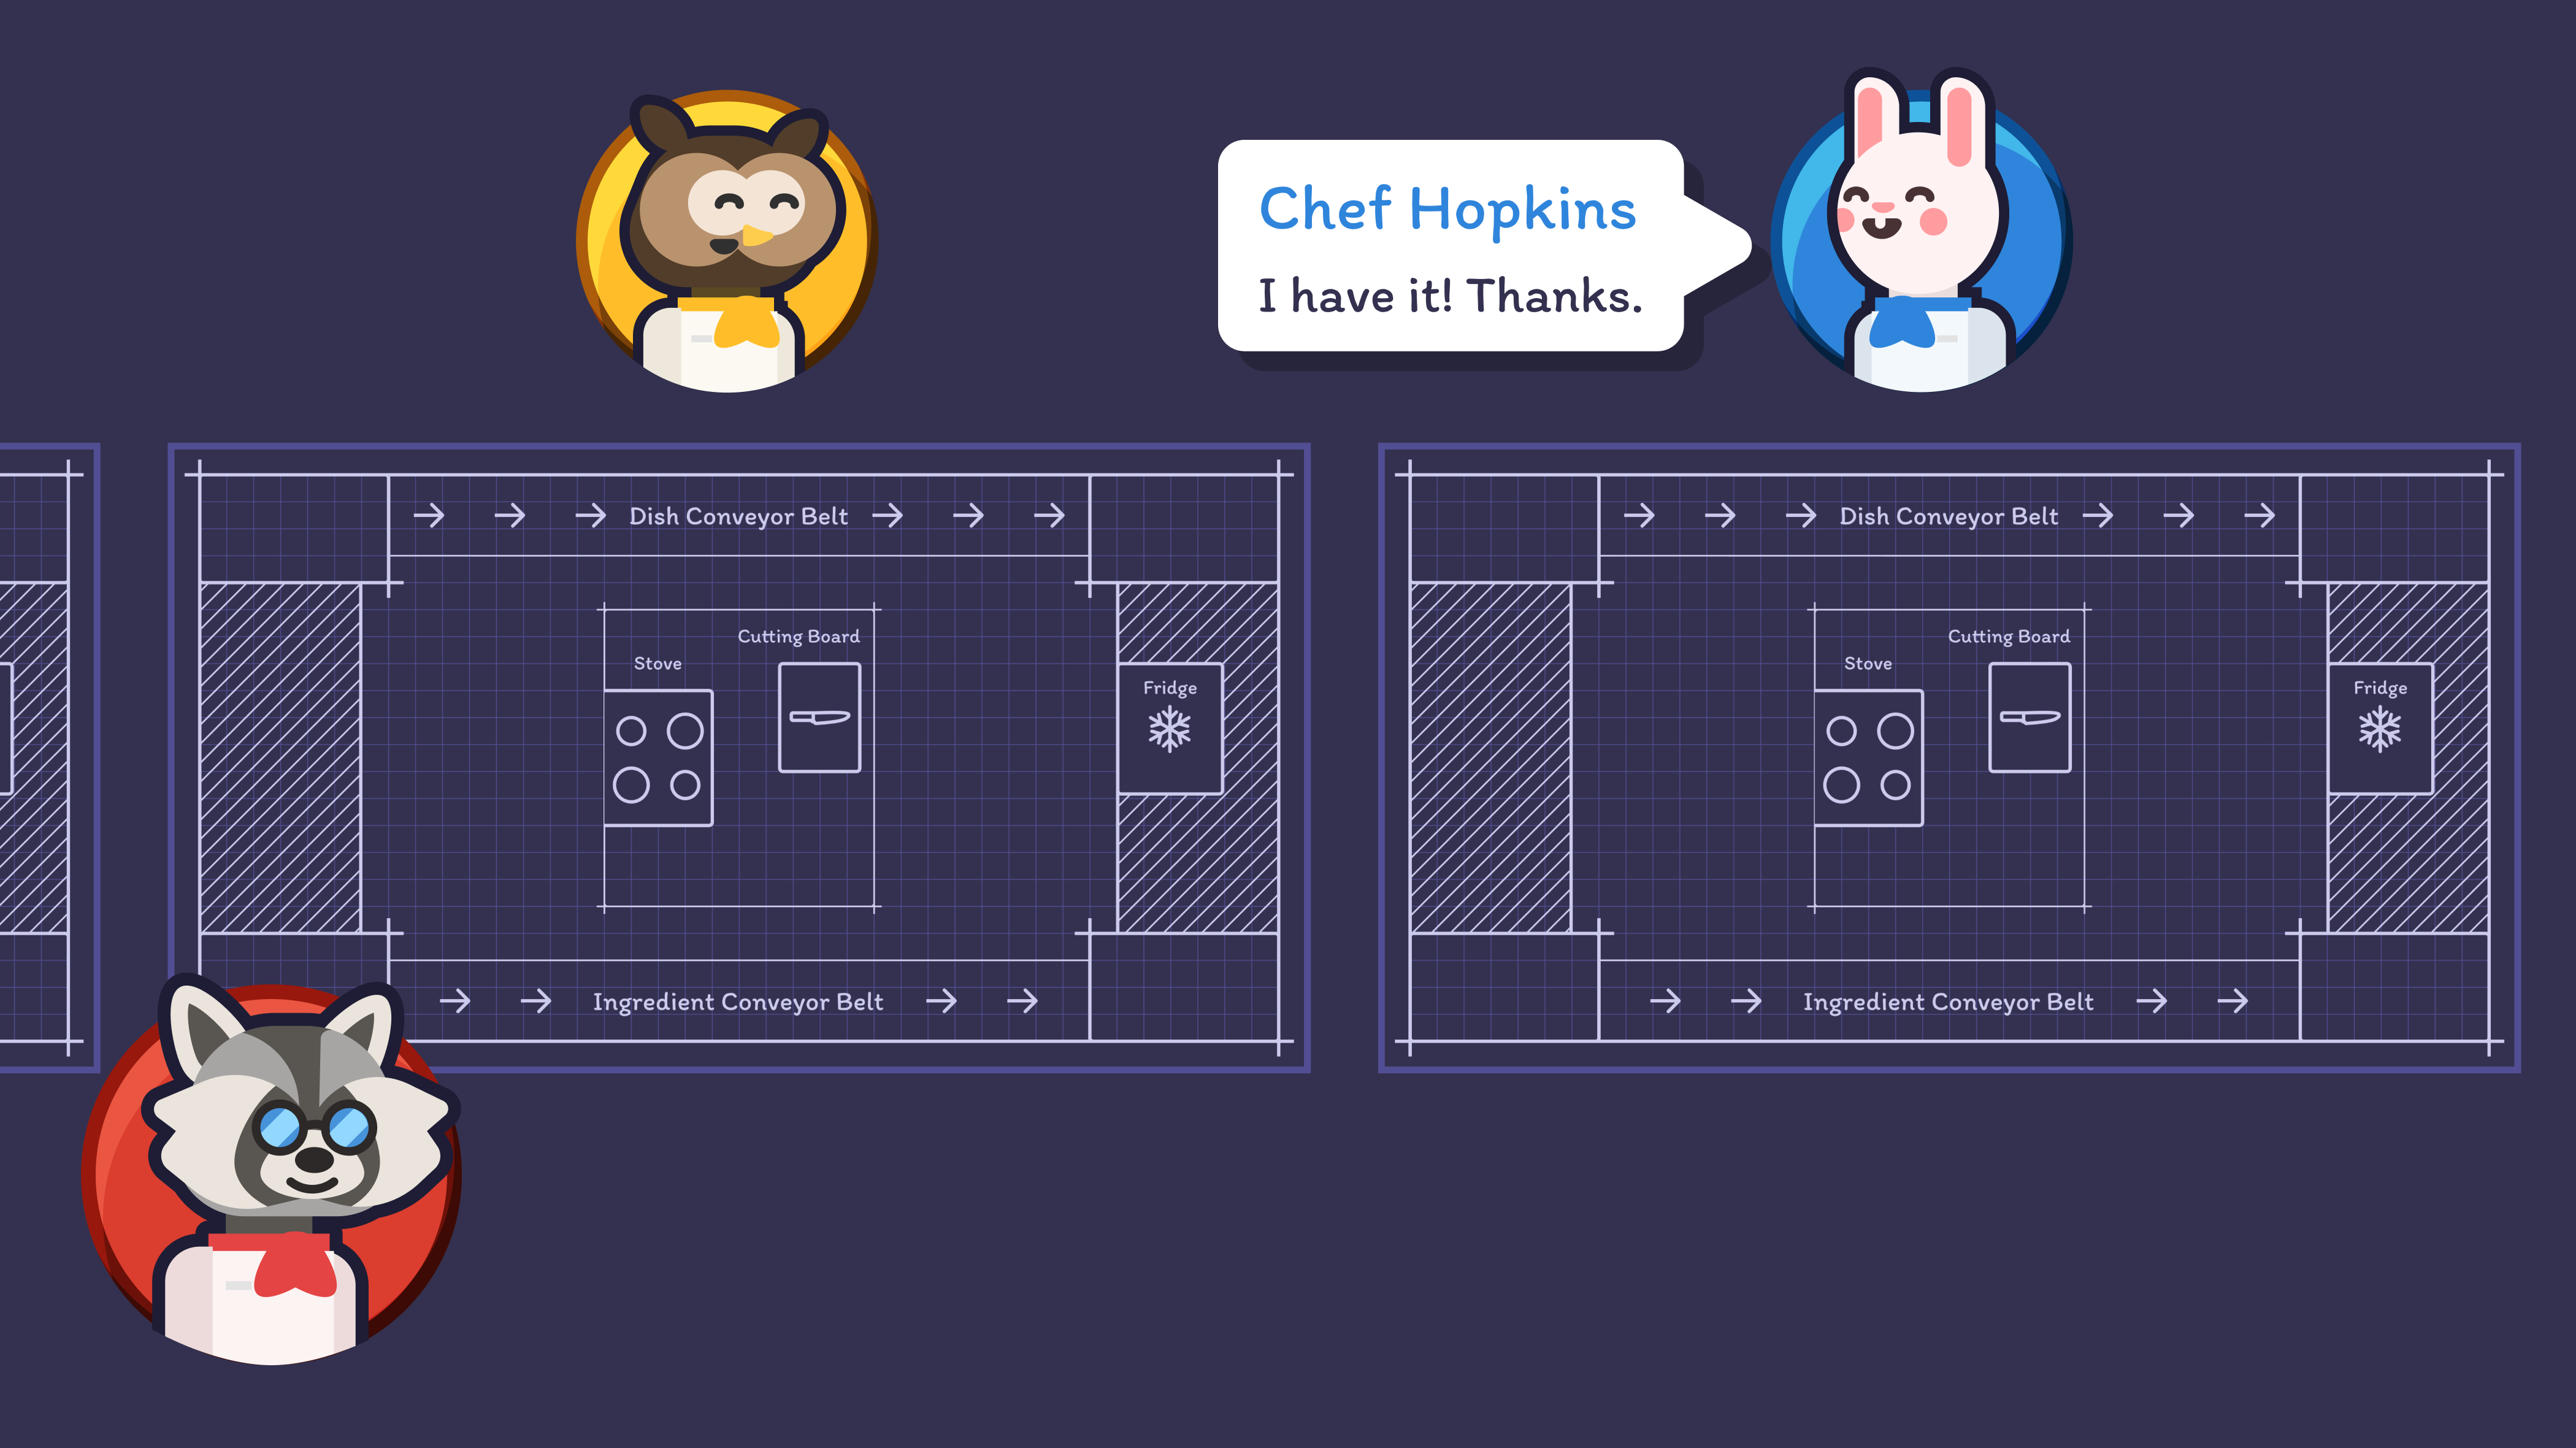 Chef Hopkins
I have it! Thanks.
Dish Conveyor Belt
Cutting Board
Stove
Fridge
Ingredient Conveyor Belt
Dish Conveyor Belt
Cutting Board
Stove
Fridge
Ingredient Conveyor Belt